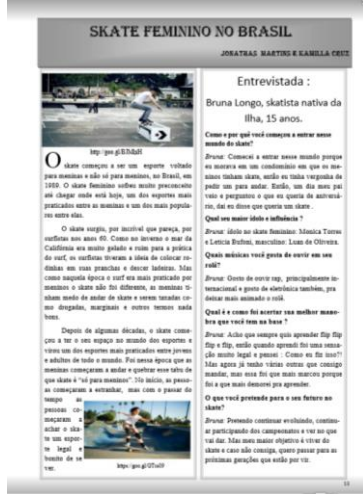 SKATE FEMININO NO BRASIL
JONATHAS MARTINS E KAMILLA CRUZ
O skate começou a ser um esporte voltado
para meninas e não só para meninos, no Brasil, em
1989. O skate feminino sofreu muito preconceito
até chegar onde está hoje, um dos esportes mais
praticados entre as meninas e um dos mais popula-
res entre elas.
O skate surgiu, por incrível que pareça, por
surfistas nos anos 60. Como no inverno o mar da
Califórnia era muito gelado e ruim para a prática
do surf, os surfistas tiveram a ideia de colocar ro-
dinhas em suas pranchas e descer ladeiras. Mas
como naquela época o surf era mais praticado por
meninos o skate não foi diferente, as meninas ti-
nham medo de andar de skate e serem taxadas co-
mo drogadas, marginais e outros termos nada
bons.
Depois de algumas décadas, o skate come-
çou a ter o seu espaço no mundo dos esportes e
virou um dos esportes mais praticados entre jovens
e adultos de todo o mundo. Foi nessa época que as
meninas começaram a andar e quebrar esse tabu de
que skate é "só para meninos". No início, as pesso-
as começaram a estranhar, mas com o passar do
tempo as
pessoas co-
meçaram a
achar o ska-
te um espor-
te legal e
bonito de se
ver.
Entrevistada :
Bruna Longo, skatista nativa da
Ilha, 15 anos.
Como e por quê você começou a entrar nesse
mundo do skate?
Bruna: Comecei a entrar nesse mundo porque
eu morava em um condomínio em que os me-
ninos tinham skate, então eu tinha vergonha de
pedir um para andar. Então, um dia meu pai
veio e perguntou o que eu queria de aniversá-
rio, daí eu disse que queria um skate .
Qual seu maior ídolo e influência ?
Bruna: ídolo no skate feminino: Monica Torres
e Leticia Bufoni, masculino: Luan de Oliveira.
Quais músicas você gosta de ouvir em seu
rolê?
Bruna: Gosto de ouvir rap, principalmente in-
ternacional e gosto de eletrônica também, pra
deixar mais animado o rolê.
Qual é e como foi acertar sua melhor mano-
bra que você tem na base ?
Bruna: Acho que sempre quis aprender flip flip
flip e flip, então quando aprendi foi uma sensa-
ção muito legal e pensei : Como eu fiz isso??
Mas agora já tenho várias outras que consigo
mandar, mas essa foi que mais marcou porque
foi a que mais demorei pra aprender.
O que você pretende para o seu futuro no
skate?
Bruna: Pretendo continuar evoluindo, continu-
ar participando dos campeonatos e ver no que
vai dar. Mas meu maior objetivo é viver do
skate e caso não consiga, quero passar para as
próximas gerações que estão por vir.